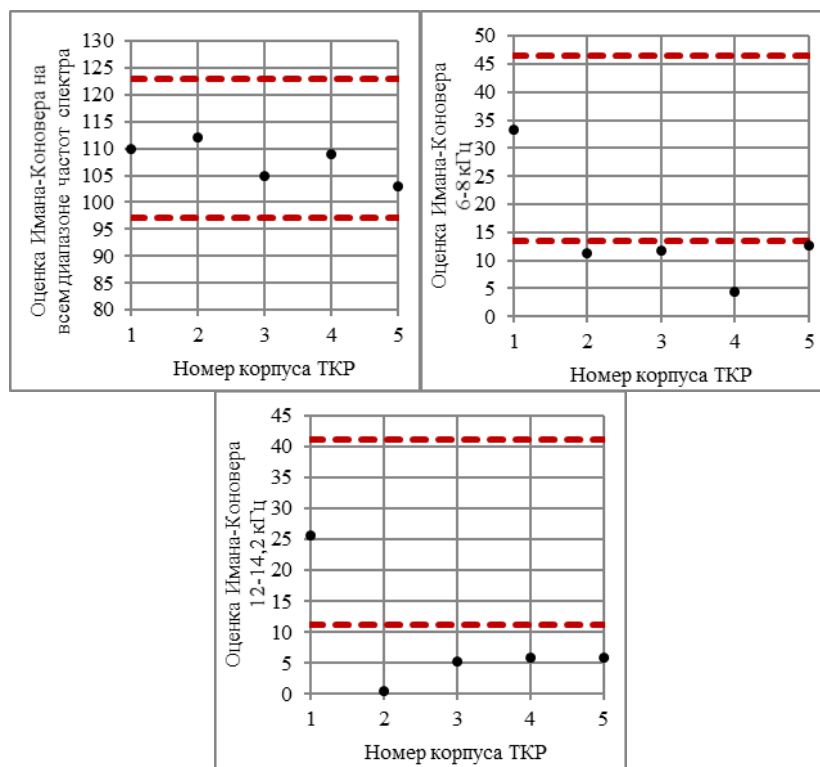 Оценка Имана-Коновера на
всем диапазоне частот спектра
130
125
120
115
110
105
100
95
90
85
80
1 2 3 4 5
Номер корпуса ТКР
Оценка Имана-Коновера
6-8 кГц
50
45
40
35
30
25
20
15
10
5
0
1 2 3 4 5
Номер корпуса ТКР
Оценка Имана-Коновера
12-14,2 кГц
45
40
35
30
25
20
15
10
5
0
1 2 3 4 5
Номер корпуса ТКР